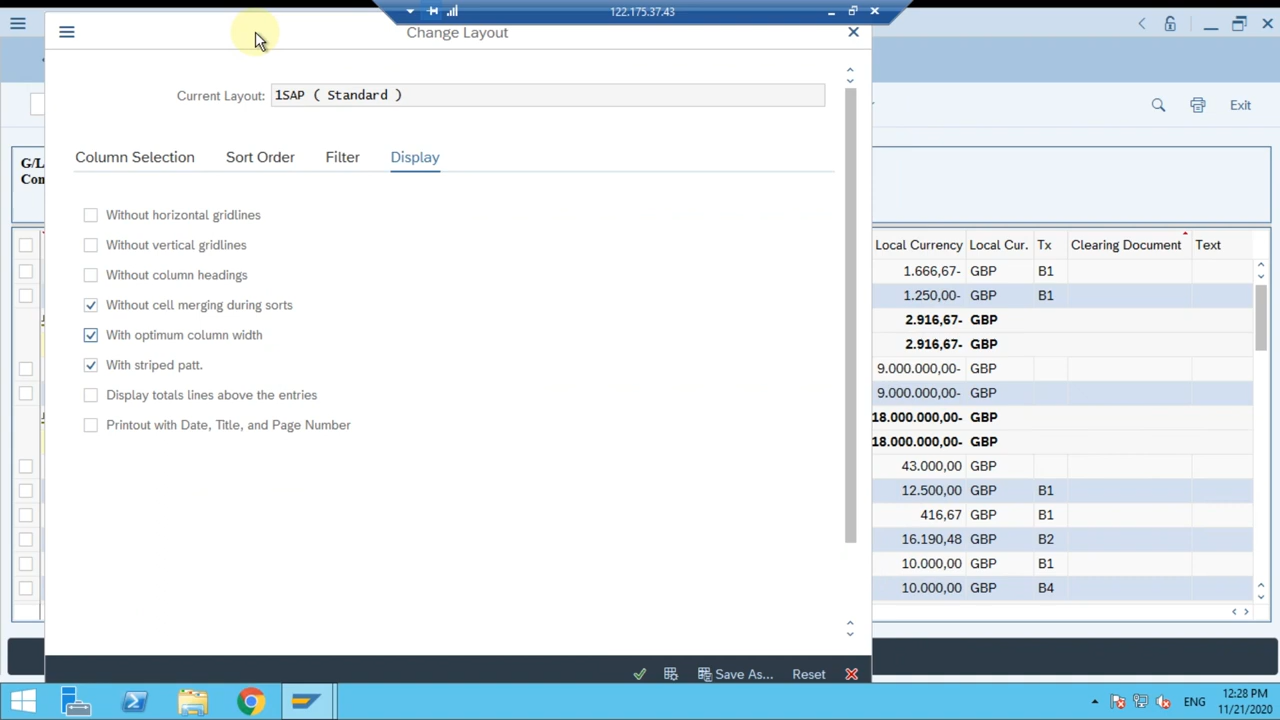 122.175.37.43
Change Layout
Current Layout: 1SAP ( Standard )
Exit
G/L
Com
Column Selection Sort Order Filter Display
Without horizontal gridlines
Without vertical gridlines
Without column headings
Without cell merging during sorts
With optimum column width
With striped patt.
Display totals lines above the entries
Printout with Date, Title, and Page Number
Local Currency Local Cur. Tx Clearing Document Text
1.666,67- GBP B1
1.250,00- GBP B1
2.916,67- GBP
2.916,67- GBP
9.000.000,00- GBP
9.000.000,00- GBP
18.000.000,00- GBP
18.000.000,00- GBP
43.000,00 GBP
12.500,00 GBP B1
416,67 GBP B1
16.190,48 GBP B2
10.000,00 GBP B1
10.000,00 GBP B4
Save As... Reset
ENG
12:28 PM
11/21/2020